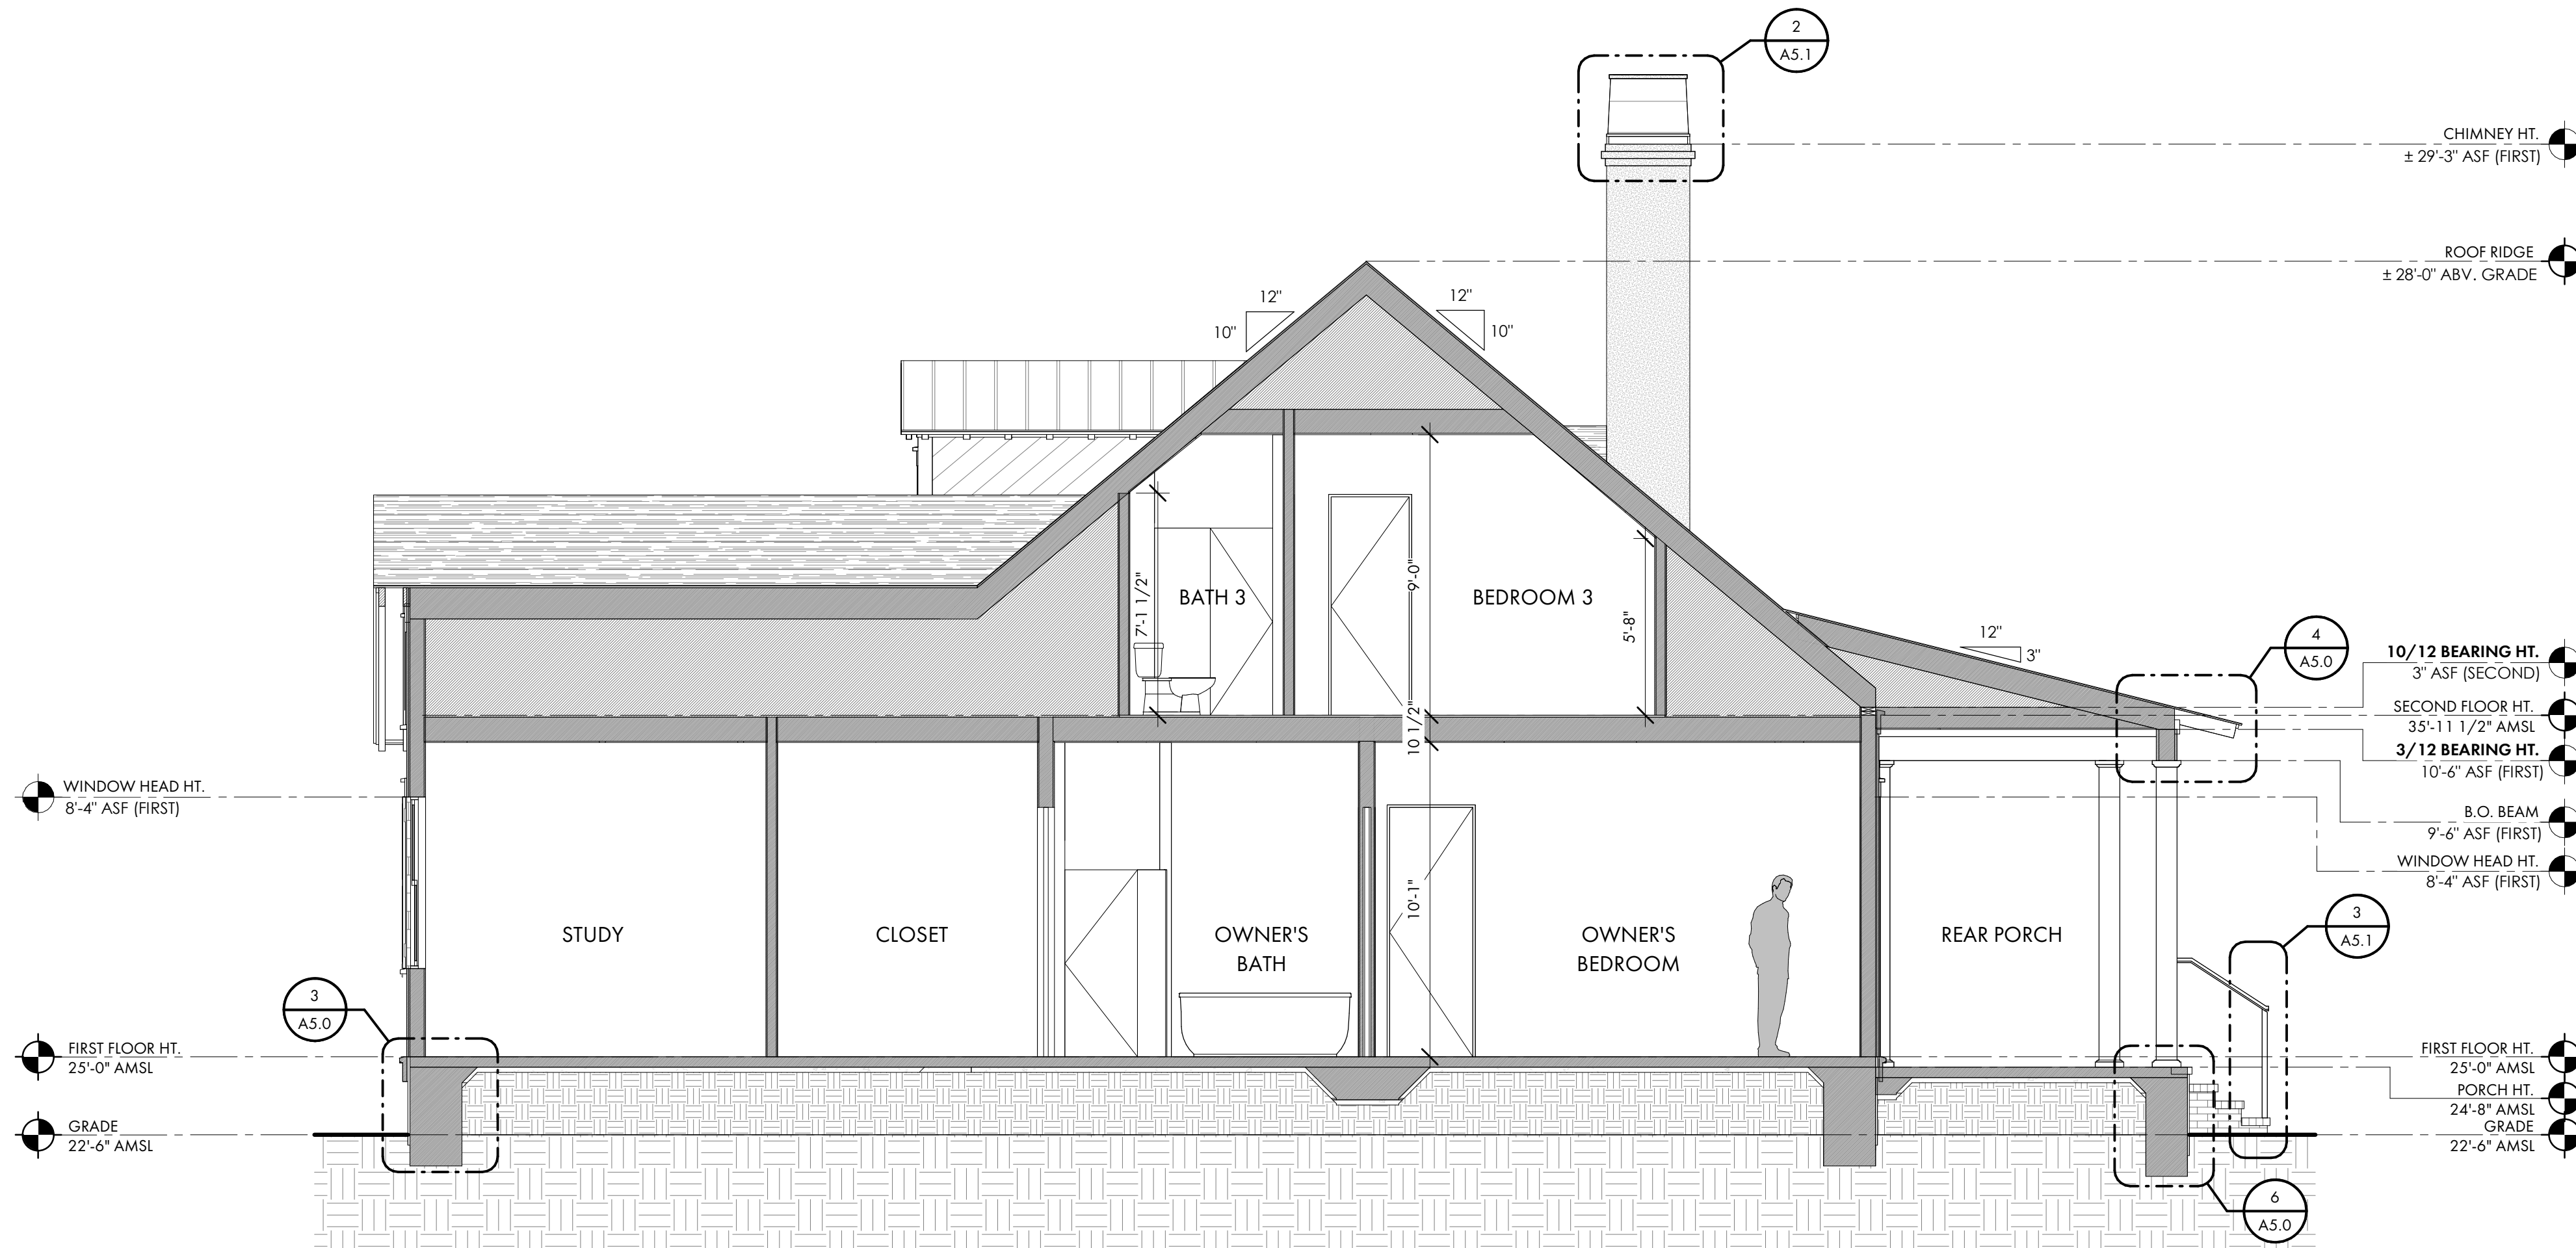 2
A5.1
CHIMNEY HT.
± 29'-3" ASF (FIRST)
ROOF RIDGE
± 28'-0" ABV. GRADE
12"
10"
12"
10"
7'-1 1/2"
BATH 3
9'-0"
BEDROOM 3
5'-8"
12"
3"
4
A5.0
10/12 BEARING HT.
3" ASF (SECOND)
SECOND FLOOR HT.
35'-11 1/2" AMSL
3/12 BEARING HT.
10'-6" ASF (FIRST)
10 1/2"
WINDOW HEAD HT.
8'-4" ASF (FIRST)
B.O. BEAM
9'-6" ASF (FIRST)
WINDOW HEAD HT.
8'-4" ASF (FIRST)
10'-1"
STUDY
CLOSET
OWNER'S
BATH
OWNER'S
BEDROOM
REAR PORCH
3
A5.1
3
A5.0
FIRST FLOOR HT.
25'-0" AMSL
FIRST FLOOR HT.
25'-0" AMSL
PORCH HT.
24'-8" AMSL
GRADE
22'-6" AMSL
GRADE
22'-6" AMSL
6
A5.0